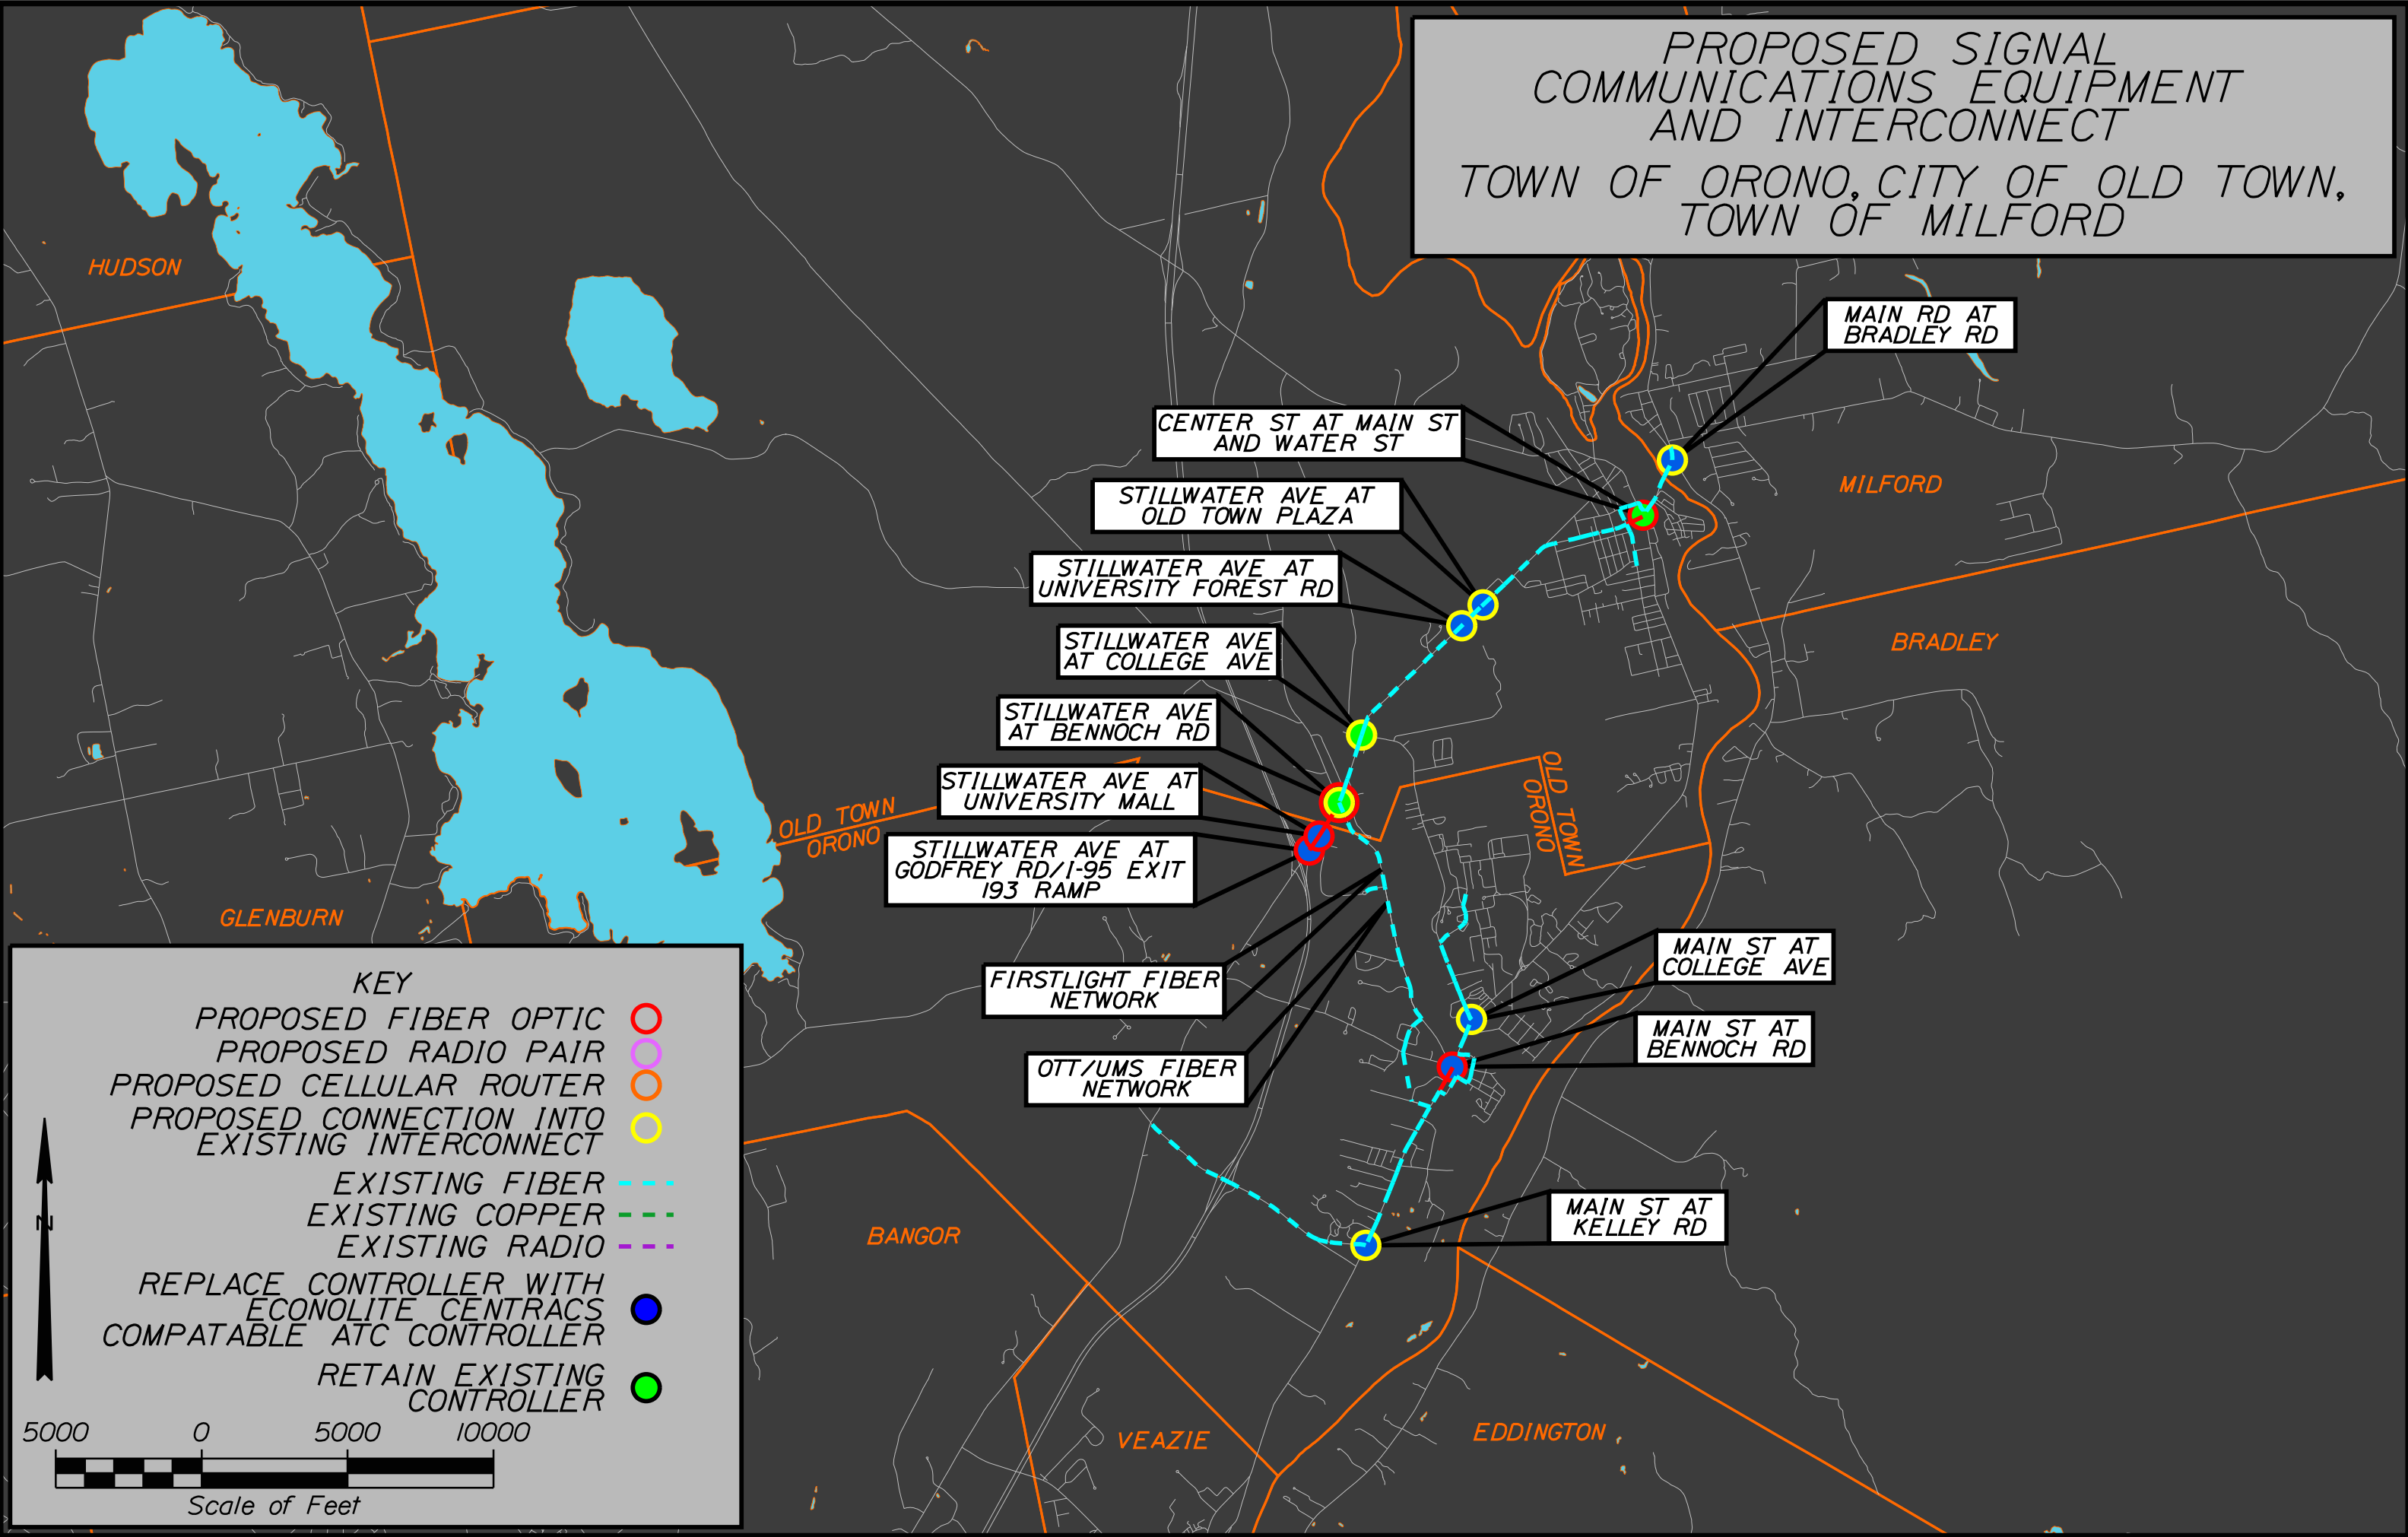 PROPOSED SIGNAL
COMMUNICATIONS EQUIPMENT
AND INTERCONNECT
TOWN OF ORONO, CITY OF OLD TOWN,
TOWN OF MILFORD
HUDSON
MAIN RD AT
BRADLEY RD
CENTER ST AT MAIN ST
AND WATER ST
MILFORD
STILLWATER AVE AT
OLD TOWN PLAZA
STILLWATER AVE AT
UNIVERSITY FOREST RD
BRADLEY
STILLWATER AVE
AT COLLEGE AVE
STILLWATER AVE
AT BENNOCH RD
STILLWATER AVE AT
UNIVERSITY MALL
OLD TOWN
ORONO
OLD TOWN
ORONO
STILLWATER AVE AT
GODFREY RD/I-95 EXIT
193 RAMP
GLENBURN
FIRSTLIGHT FIBER
NETWORK
MAIN ST AT
COLLEGE AVE
MAIN ST AT
BENNOCH RD
OTT/UMS FIBER
NETWORK
MAIN ST AT
KELLEY RD
BANGOR
VEAZIE
EDDINGTON
KEY
PROPOSED FIBER OPTIC
PROPOSED RADIO PAIR
PROPOSED CELLULAR ROUTER
PROPOSED CONNECTION INTO
EXISTING INTERCONNECT
EXISTING FIBER
EXISTING COPPER
EXISTING RADIO
REPLACE CONTROLLER WITH
ECONOLITE CENTRACS
COMPATABLE ATC CONTROLLER
RETAIN EXISTING
CONTROLLER
N
5000 0 5000 10000
Scale of Feet